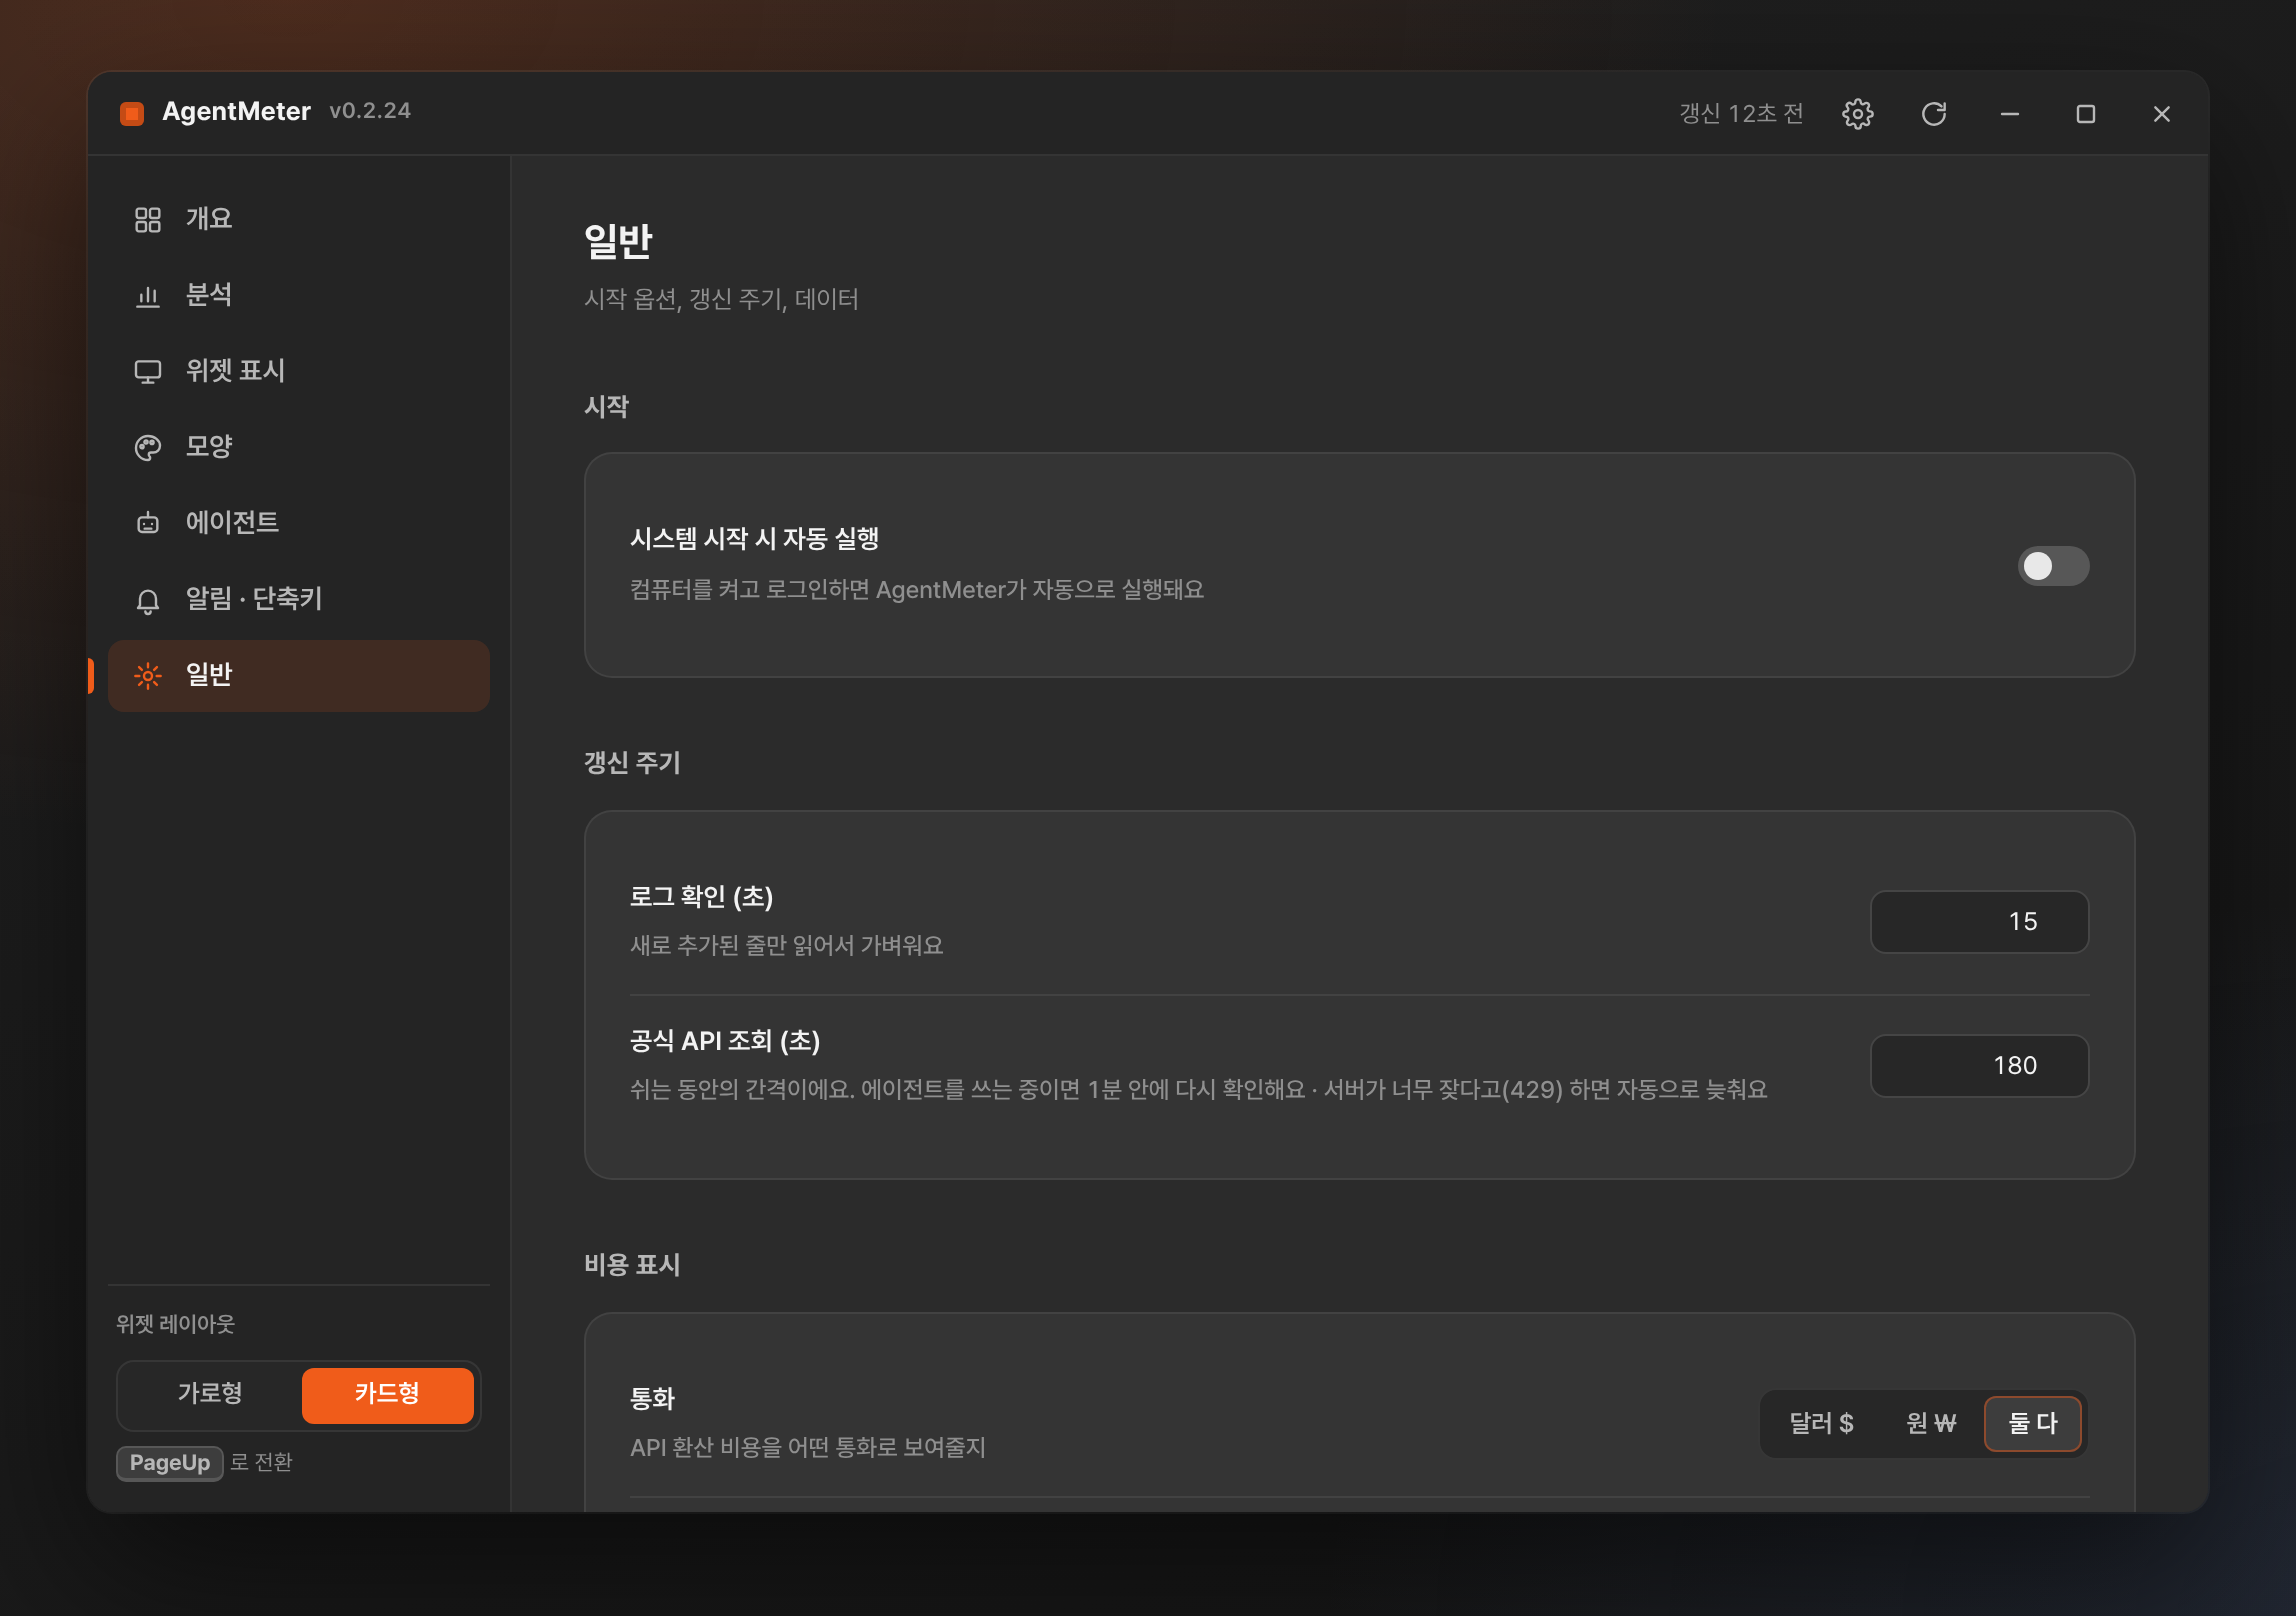 AgentMeter v0.2.24
갱신 12초 전
개요
분석
위젯 표시
모양
에이전트
알림 · 단축키
일반
위젯 레이아웃
가로형 카드형
PageUp 로 전환
일반
시작 옵션, 갱신 주기, 데이터
시작
시스템 시작 시 자동 실행
컴퓨터를 켜고 로그인하면 AgentMeter가 자동으로 실행돼요
갱신 주기
로그 확인 (초)
새로 추가된 줄만 읽어서 가벼워요
15
공식 API 조회 (초)
쉬는 동안의 간격이에요. 에이전트를 쓰는 중이면 1분 안에 다시 확인해요 · 서버가 너무 잦다고(429) 하면 자동으로 늦춰요
180
비용 표시
통화
API 환산 비용을 어떤 통화로 보여줄지
달러 $ 원 ₩ 둘 다